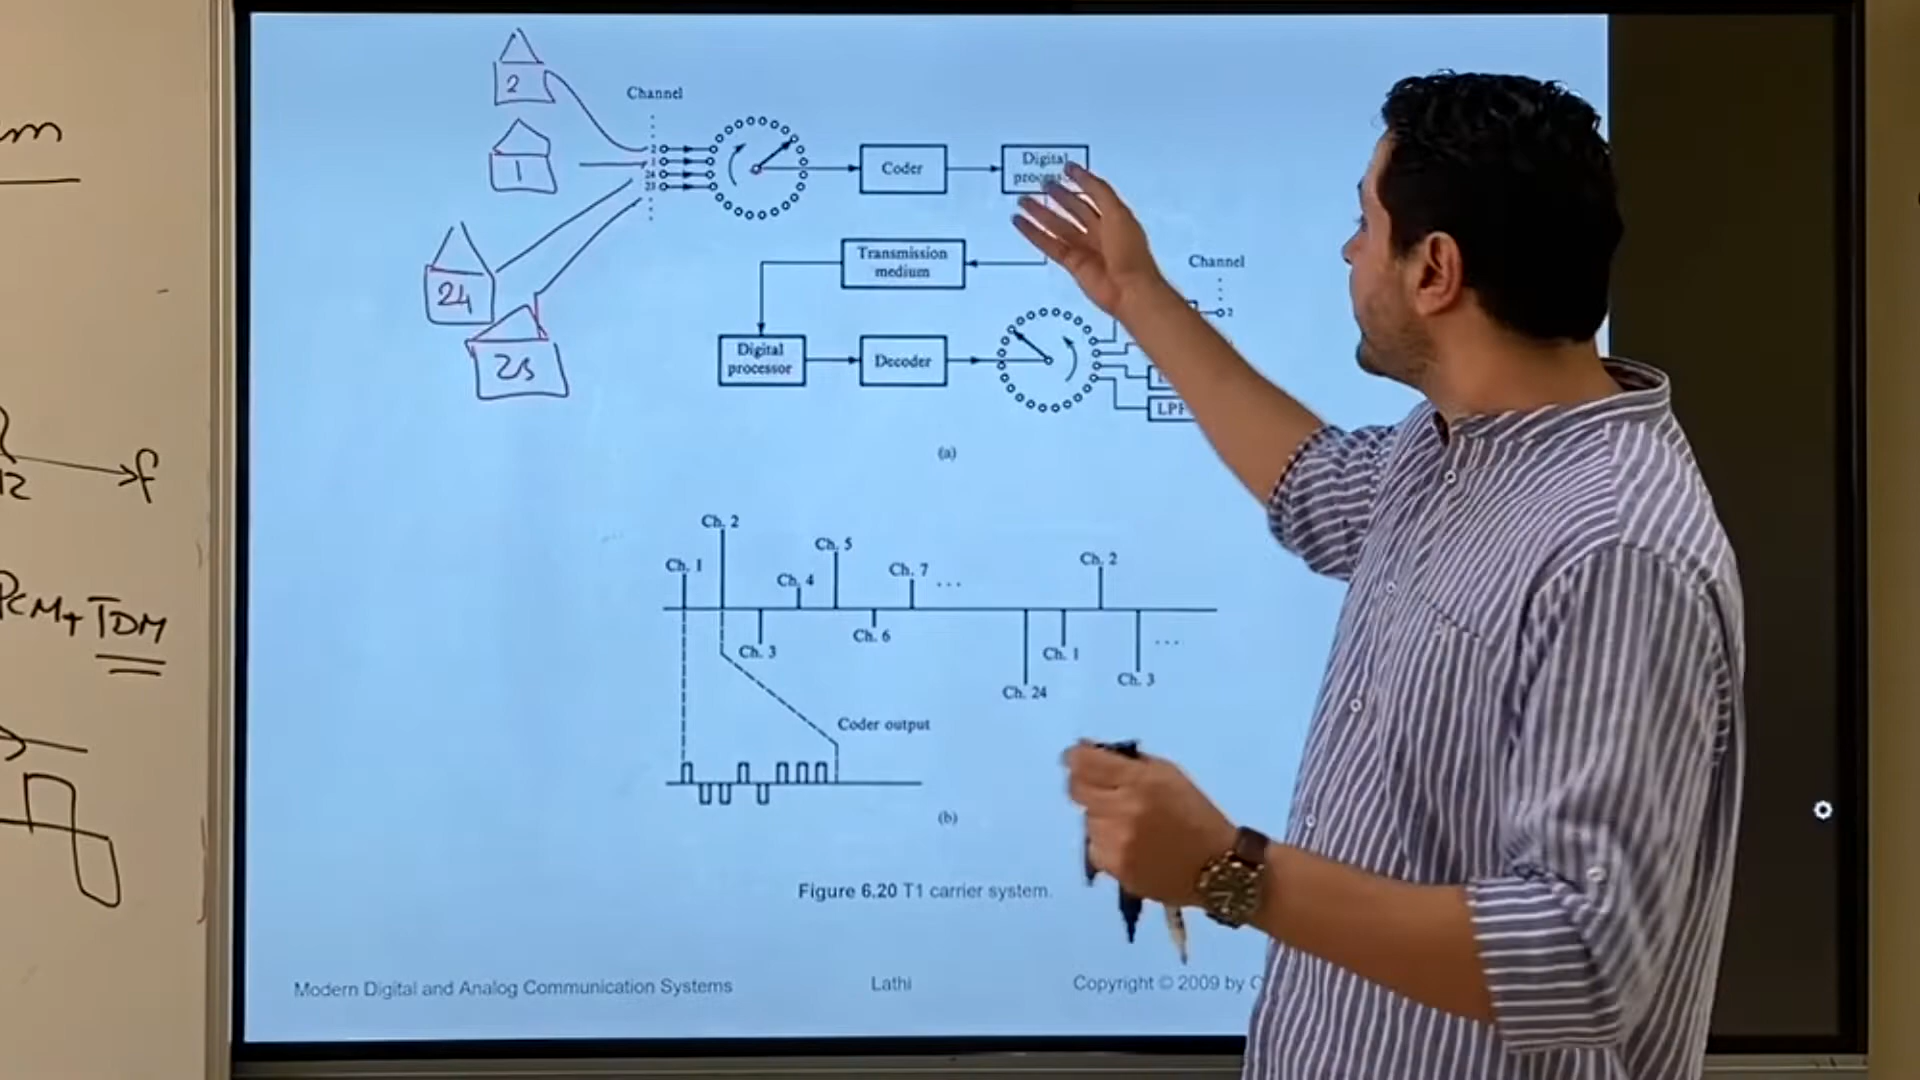 m
f
12
PCM+ TDM
2
1
24
23
Channel
2
1
24
23
Coder
Digital
Transmission
medium
Channel
2
Digital
processor
Decoder
LPF
(a)
Ch. 1
Ch. 2
Ch. 3
Ch. 4
Ch. 5
Ch. 6
Ch. 7
...
Ch. 24
Ch. 1
Ch. 2
Ch. 3
...
Coder output
(b)
Figure 6.20 T1 carrier system.
Modern Digital and Analog Communication Systems
Lathi
Copyright © 2009 by